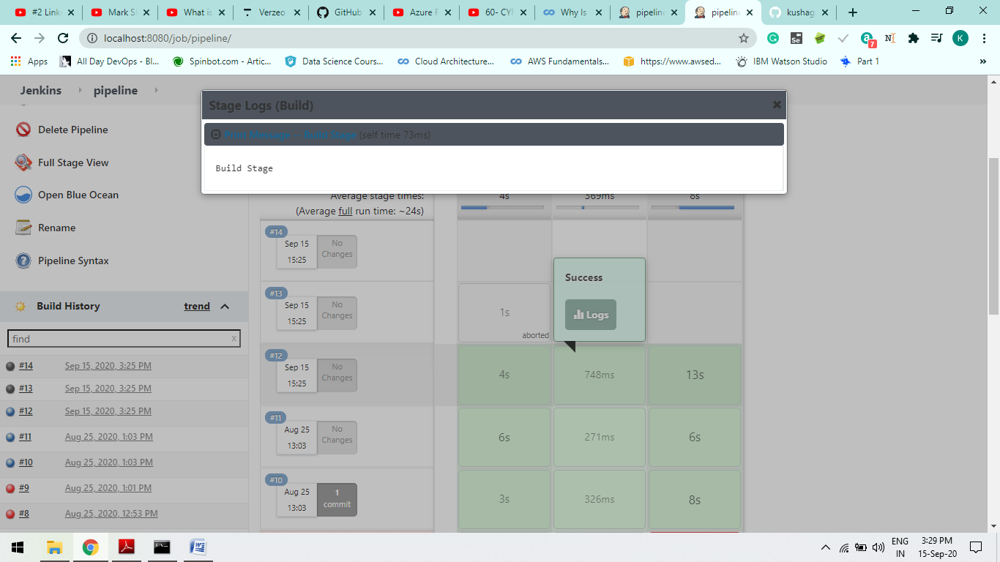 #2 Link
Mark S
What is
Verzeo
GitHub
Azure F
60- CYF
Why Is
pipeline
pipeline
kushag
localhost:8080/job/pipeline/
Se
7
N
K
Apps
All Day DevOps - Bl...
Spinbot.com - Artic...
Data Science Cours...
Cloud Architecture...
AWS Fundamentals...
https://www.awsed...
IBM Watson Studio
Part 1
»
Jenkins
pipeline
Delete Pipeline
Full Stage View
Open Blue Ocean
Rename
Pipeline Syntax
Build History
trend
find
x
#14 Sep 15, 2020, 3:25 PM
#13 Sep 15, 2020, 3:25 PM
#12 Sep 15, 2020, 3:25 PM
#11 Aug 25, 2020, 1:03 PM
#10 Aug 25, 2020, 1:03 PM
#9 Aug 25, 2020, 1:01 PM
#8 Aug 25, 2020, 12:53 PM
Stage Logs (Build)
Print Message -- Build Stage (self time 73ms)
Build Stage
Average stage times:
(Average full run time: ~24s)
4s
369ms
8s
#14
Sep 15
15:25
No
Changes
#13
Sep 15
15:25
No
Changes
1s
aborted
Success
Logs
#12
Sep 15
15:25
No
Changes
4s
748ms
13s
#11
Aug 25
13:03
No
Changes
6s
271ms
6s
#10
Aug 25
13:03
1
commit
3s
326ms
8s
ENG
IN
3:29 PM
15-Sep-20